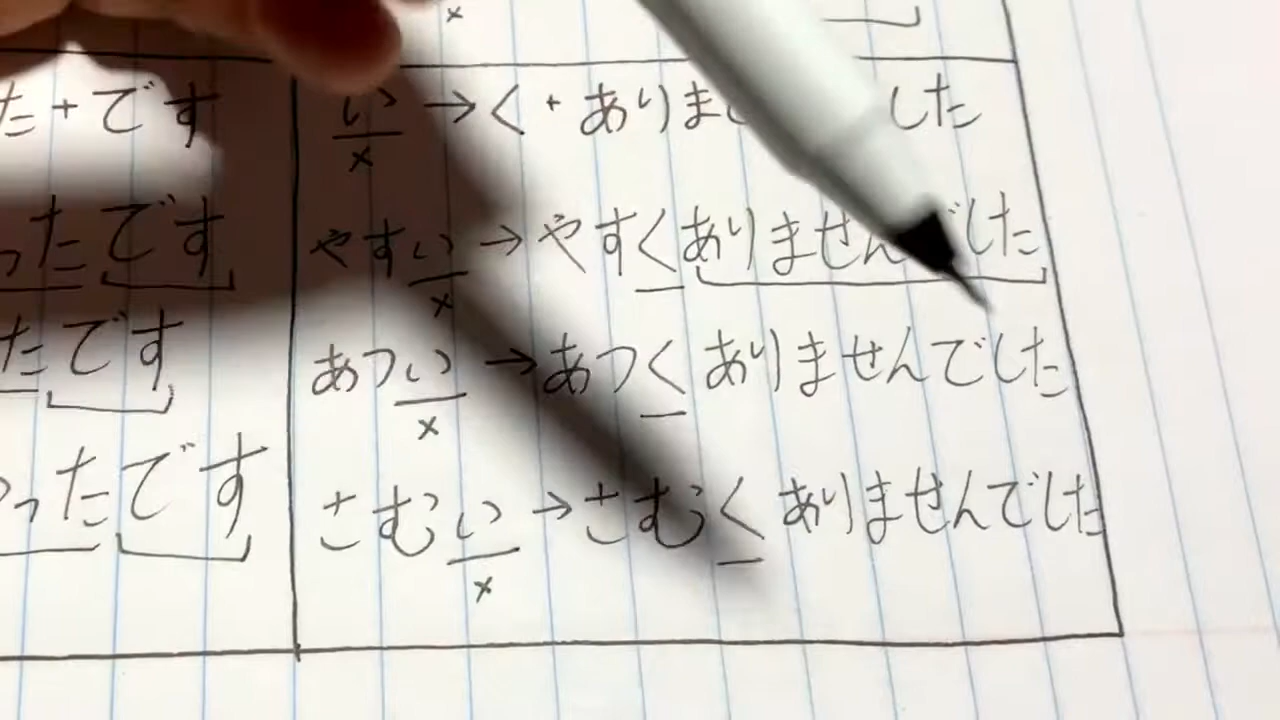 た+です
い→く+ありま した
ったです
やすい→やすくありませんでした
たです
あつい→あつくありませんでした
ったです
さむい→さむくありませんでした